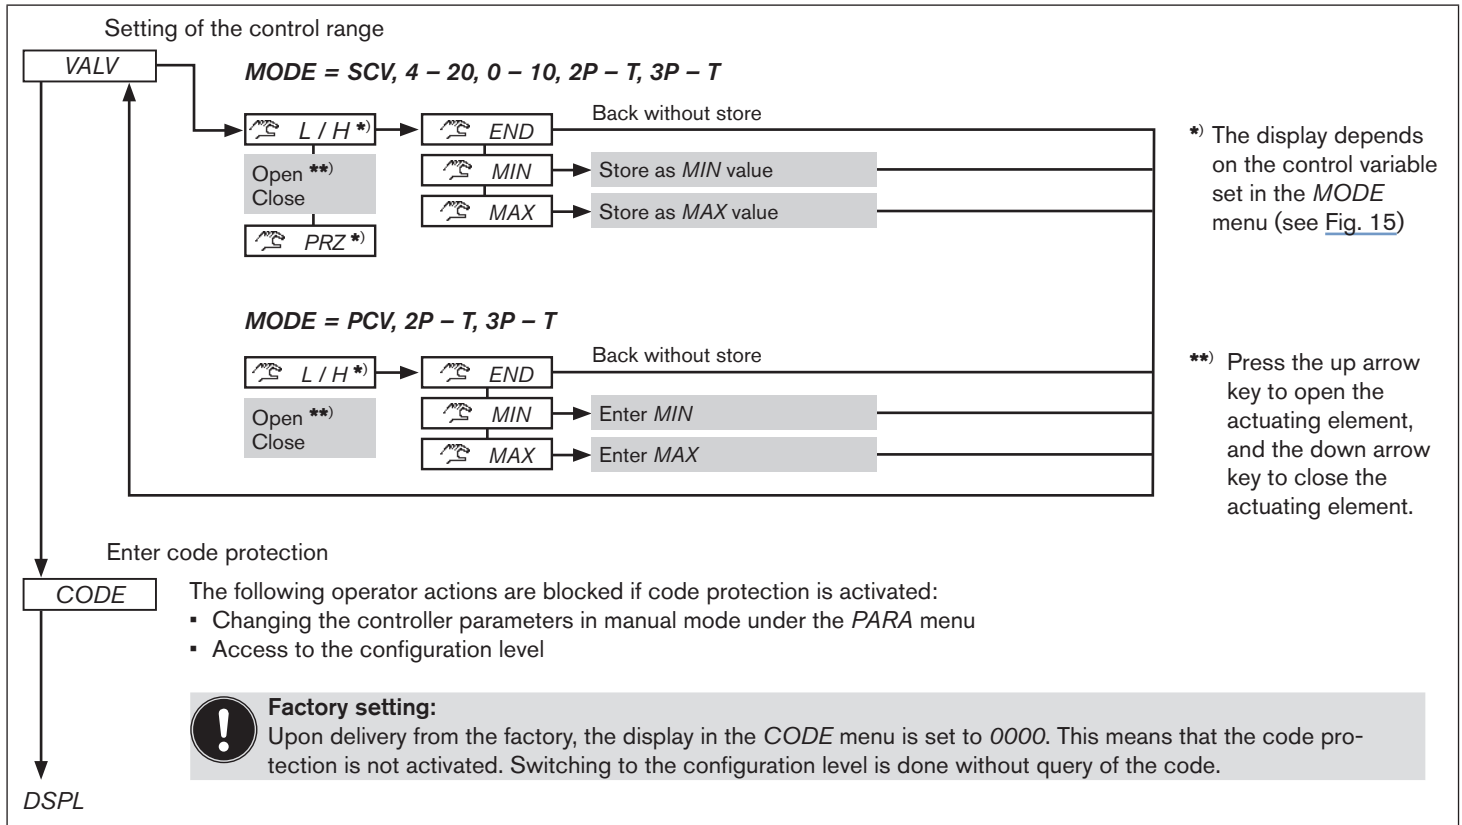 Setting of the control range
VALV
MODE = SCV, 4 – 20, 0 – 10, 2P – T, 3P – T
L / H *)
END
Back without store
Open **)
Close
MIN
Store as MIN value
MAX
Store as MAX value
PRZ *)
*) The display depends
on the control variable
set in the MODE
menu (see Fig. 15)
MODE = PCV, 2P – T, 3P – T
L / H *)
END
Back without store
Open **)
Close
MIN
Enter MIN
MAX
Enter MAX
**) Press the up arrow
key to open the
actuating element,
and the down arrow
key to close the
actuating element.
Enter code protection
CODE
The following operator actions are blocked if code protection is activated:
▪ Changing the controller parameters in manual mode under the PARA menu
▪ Access to the configuration level
!
Factory setting:
Upon delivery from the factory, the display in the CODE menu is set to 0000. This means that the code pro-
tection is not activated. Switching to the configuration level is done without query of the code.
DSPL